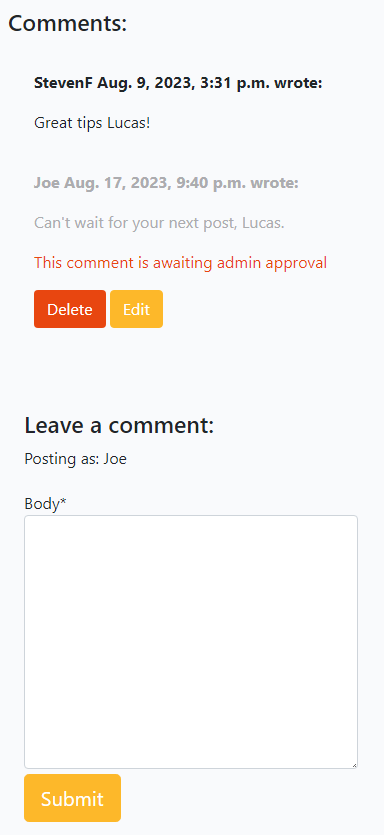 Comments:
StevenF Aug. 9, 2023, 3:31 p.m. wrote:
Great tips Lucas!
Joe Aug. 17, 2023, 9:40 p.m. wrote:
Can't wait for your next post, Lucas.
This comment is awaiting admin approval
Delete Edit
Leave a comment:
Posting as: Joe
Body*
Submit